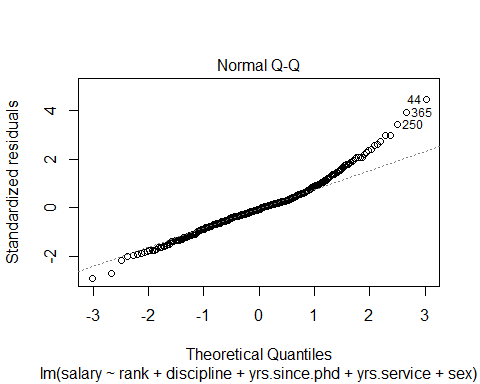 Normal Q-Q
Standardized residuals
4
2
0
-2
44
365
250
-3 -2 -1 0 1 2 3
Theoretical Quantiles
lm(salary ~ rank + discipline + yrs.since.phd + yrs.service + sex)